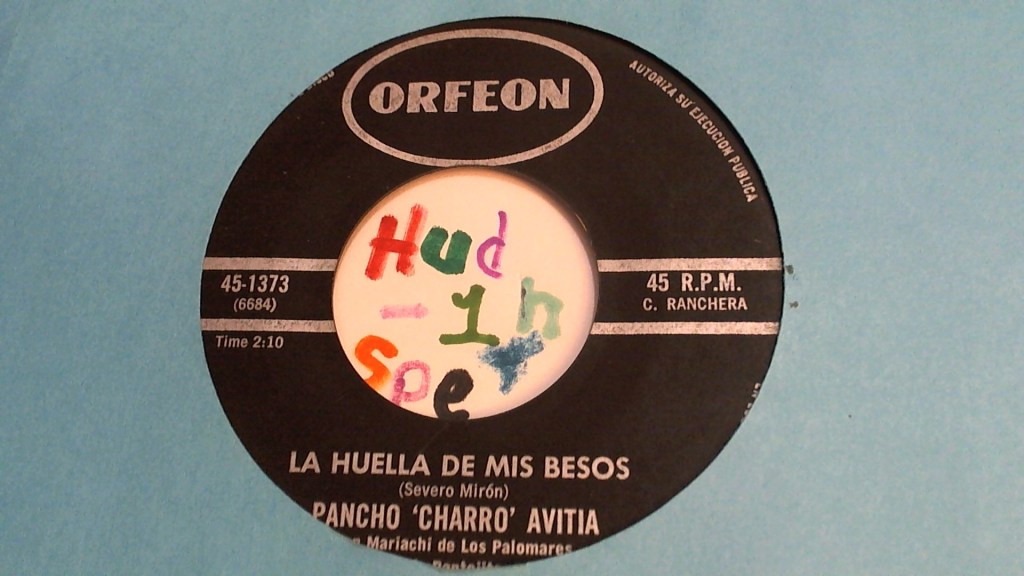 ORFEON
AUTORIZA SU EJECUCION PUBLICA
45-1373
(6684)
Time 2:10
45 R.P.M.
C. RANCHERA
Hud
- 1h
spex
LA HUELLA DE MIS BESOS
(Severo Mirón)
PANCHO 'CHARRO' AVITIA
Mariachi de Los Palomares